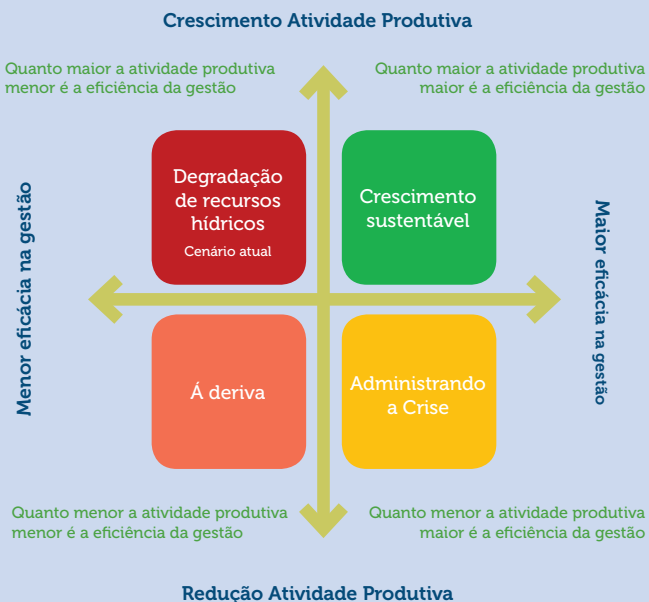 Crescimento Atividade Produtiva
Quanto maior a atividade produtiva
menor é a eficiência da gestão
Quanto maior a atividade produtiva
maior é a eficiência da gestão
Menor eficácia na gestão
Degradação
de recursos
hídricos
Cenário atual
Crescimento
sustentável
Maior eficácia na gestão
Á deriva
Administrando
a Crise
Quanto menor a atividade produtiva
menor é a eficiência da gestão
Quanto menor a atividade produtiva
maior é a eficiência da gestão
Redução Atividade Produtiva